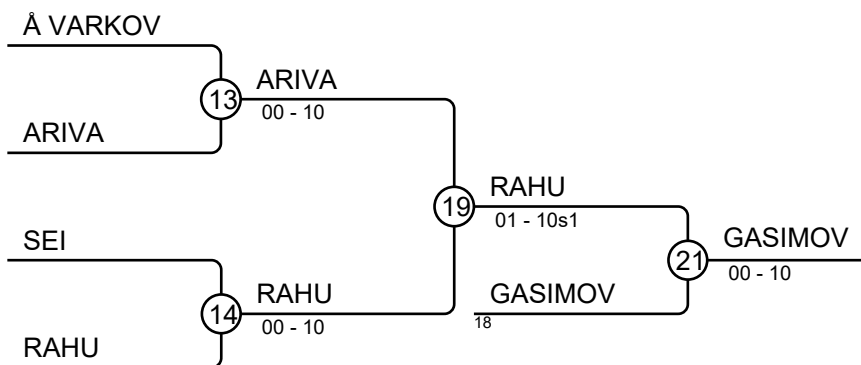 Å VARKOV
ARIVA
13
00 - 10
ARIVA
RAHU
19
01 - 10s1
SEI
GASIMOV
21
00 - 10
RAHU
14
00 - 10
GASIMOV
18
RAHU